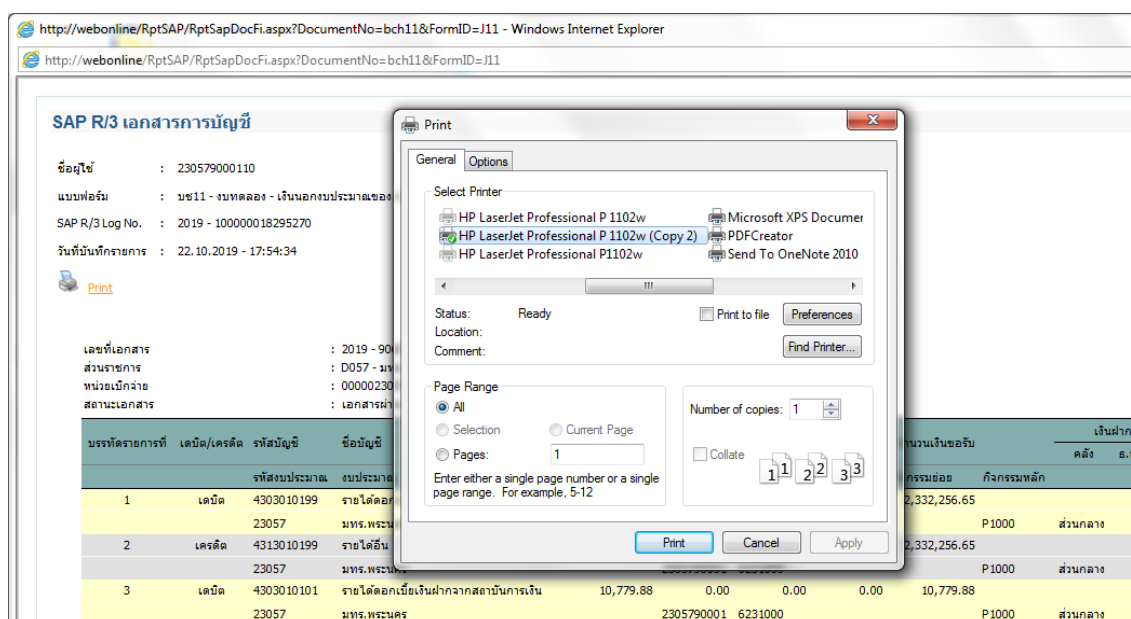 http://webonline/RptSAP/RptSapDocFi.aspx?DocumentNo=bch11&FormID=J11 - Windows Internet Explorer
http://webonline/RptSAP/RptSapDocFi.aspx?DocumentNo=bch11&FormID=J11
SAP R/3 เอกสารการบัญชี
ชื่อผู้ใช้ : 230579000110
แบบฟอร์ม : บช11 - งบทดลอง - เงินนอกงบประมาณของ
SAP R/3 Log No. : 2019 - 100000018295270
วันที่บันทึกรายการ : 22.10.2019 - 17:54:34
Print
Print
General Options
Select Printer
HP LaserJet Professional P 1102w Microsoft XPS Documer
HP LaserJet Professional P 1102w (Copy 2) PDFCreator
HP LaserJet Professional P1102w Send To OneNote 2010
Status: Ready Print to file Preferences
Location:
Comment: Find Printer...
Page Range
All Number of copies: 1
Selection Current Page
Pages: 1 Collate
Enter either a single page number or a single page range. For example, 5-12
1 1 2 2 3 3
Print Cancel Apply
เลขที่เอกสาร : 2019 - 90
ส่วนราชการ : D057 - มท
หน่วยเบิกจ่าย : 00000230
สถานะเอกสาร : เอกสารผ่า
บรรทัดรายการที่ เดบิต/เครดิต รหัสบัญชี ชื่อบัญชี านวนเงินขอรับ เงินฝาก
คลัง ธ.
รหัสงบประมาณ งบประมาณ กรรมย่อย กิจกรรมหลัก
1 เดบิต 4303010199 รายได้ดอก 2,332,256.65
23057 มทร.พระน P1000 ส่วนกลาง
2 เครดิต 4313010199 รายได้อื่น 2,332,256.65
23057 มทร.พระนคร 2305790001 6231000 P1000 ส่วนกลาง
3 เดบิต 4303010101 รายได้ดอกเบี้ยเงินฝากจากสถาบันการเงิน 10,779.88 0.00 0.00 0.00 10,779.88
23057 มทร.พระนคร 2305790001 6231000 P1000 ส่วนกลาง